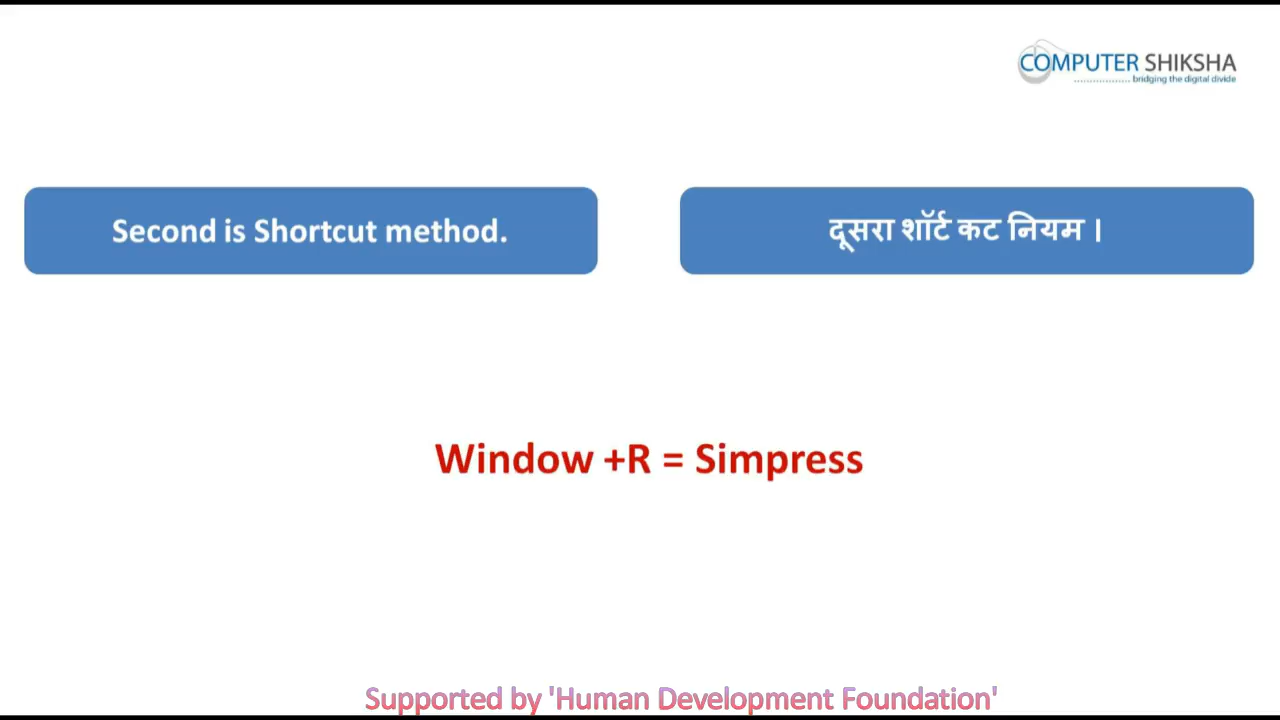 COMPUTER SHIKSHA
bridging the digital divide
Second is Shortcut method.
दूसरा शॉर्ट कट नियम |
Window +R = Simpress
Supported by 'Human Development Foundation'